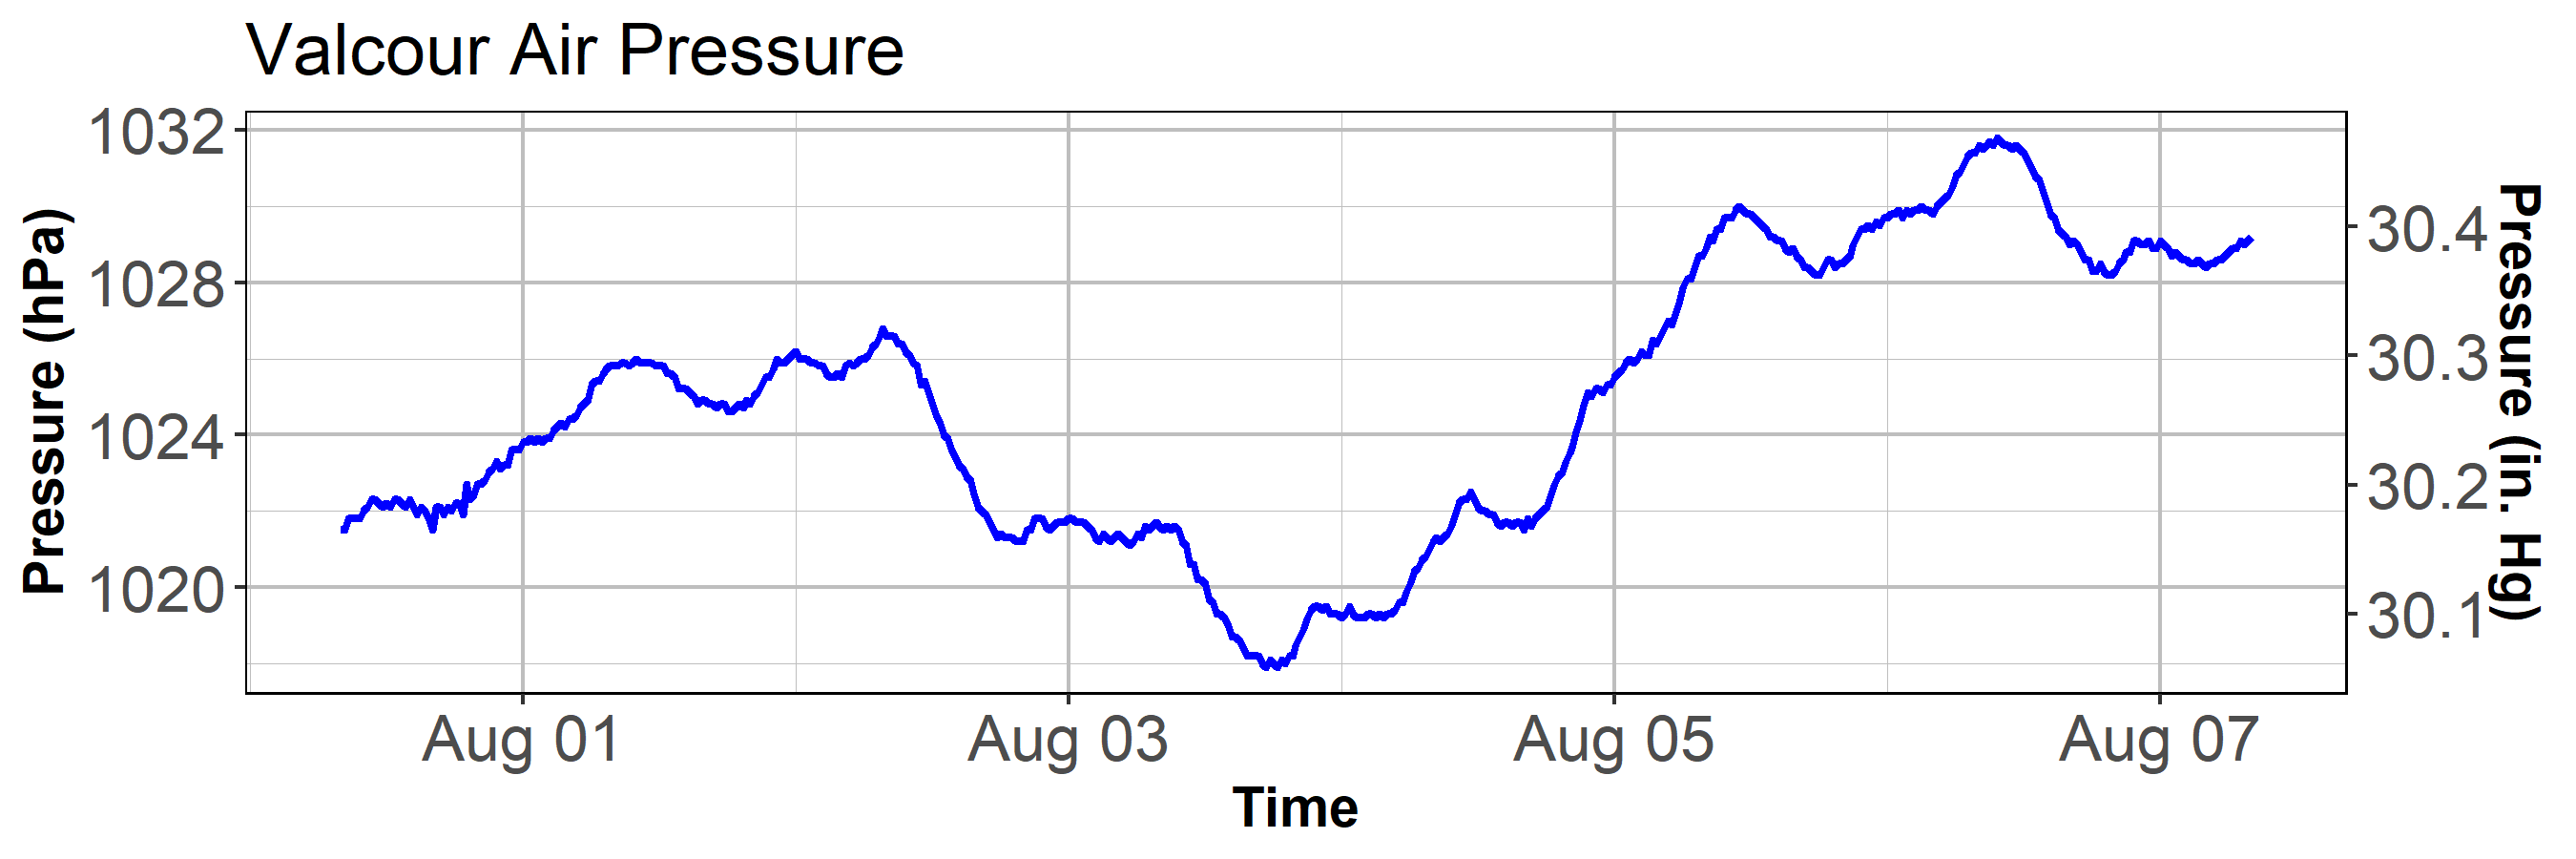 Valcour Air Pressure
1032
1028
1024
1020
Pressure (hPa)
30.4
30.3
30.2
30.1
Pressure (in. Hg)
Aug 01 Aug 03 Aug 05 Aug 07
Time